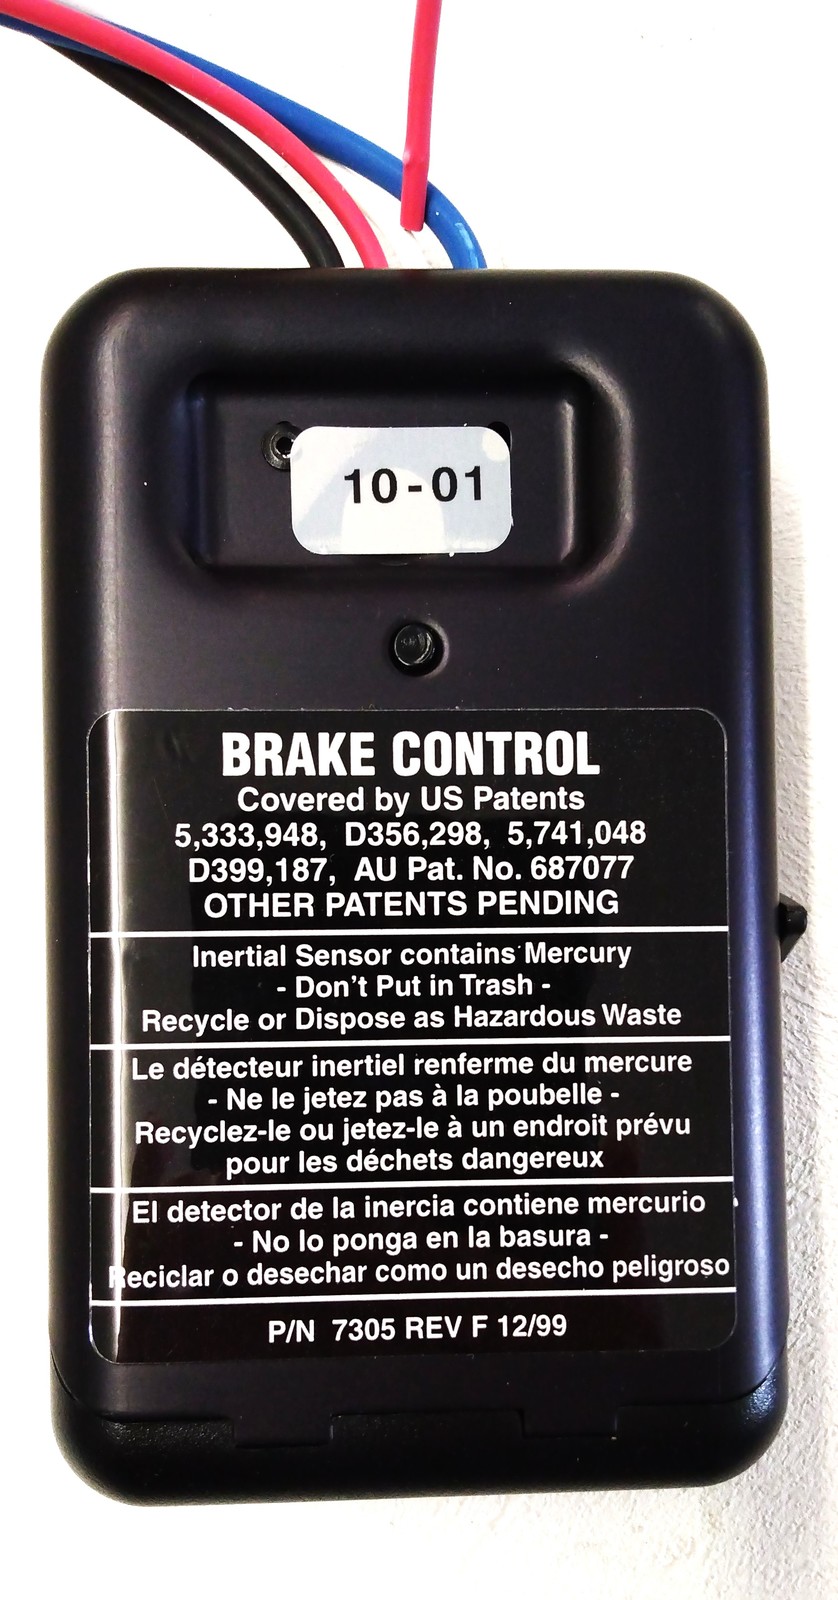 10-01
BRAKE CONTROL
Covered by US Patents
5,333,948, D356,298, 5,741,048
D399,187, AU Pat. No. 687077
OTHER PATENTS PENDING
Inertial Sensor contains Mercury
- Don't Put in Trash -
Recycle or Dispose as Hazardous Waste
Le détecteur inertiel renferme du mercure
- Ne le jetez pas à la poubelle -
Recyclez-le ou jetez-le à un endroit prévu
pour les déchets dangereux
El detector de la inercia contiene mercurio
- No lo ponga en la basura -
Reciclar o desechar como un desecho peligroso
P/N 7305 REV F 12/99